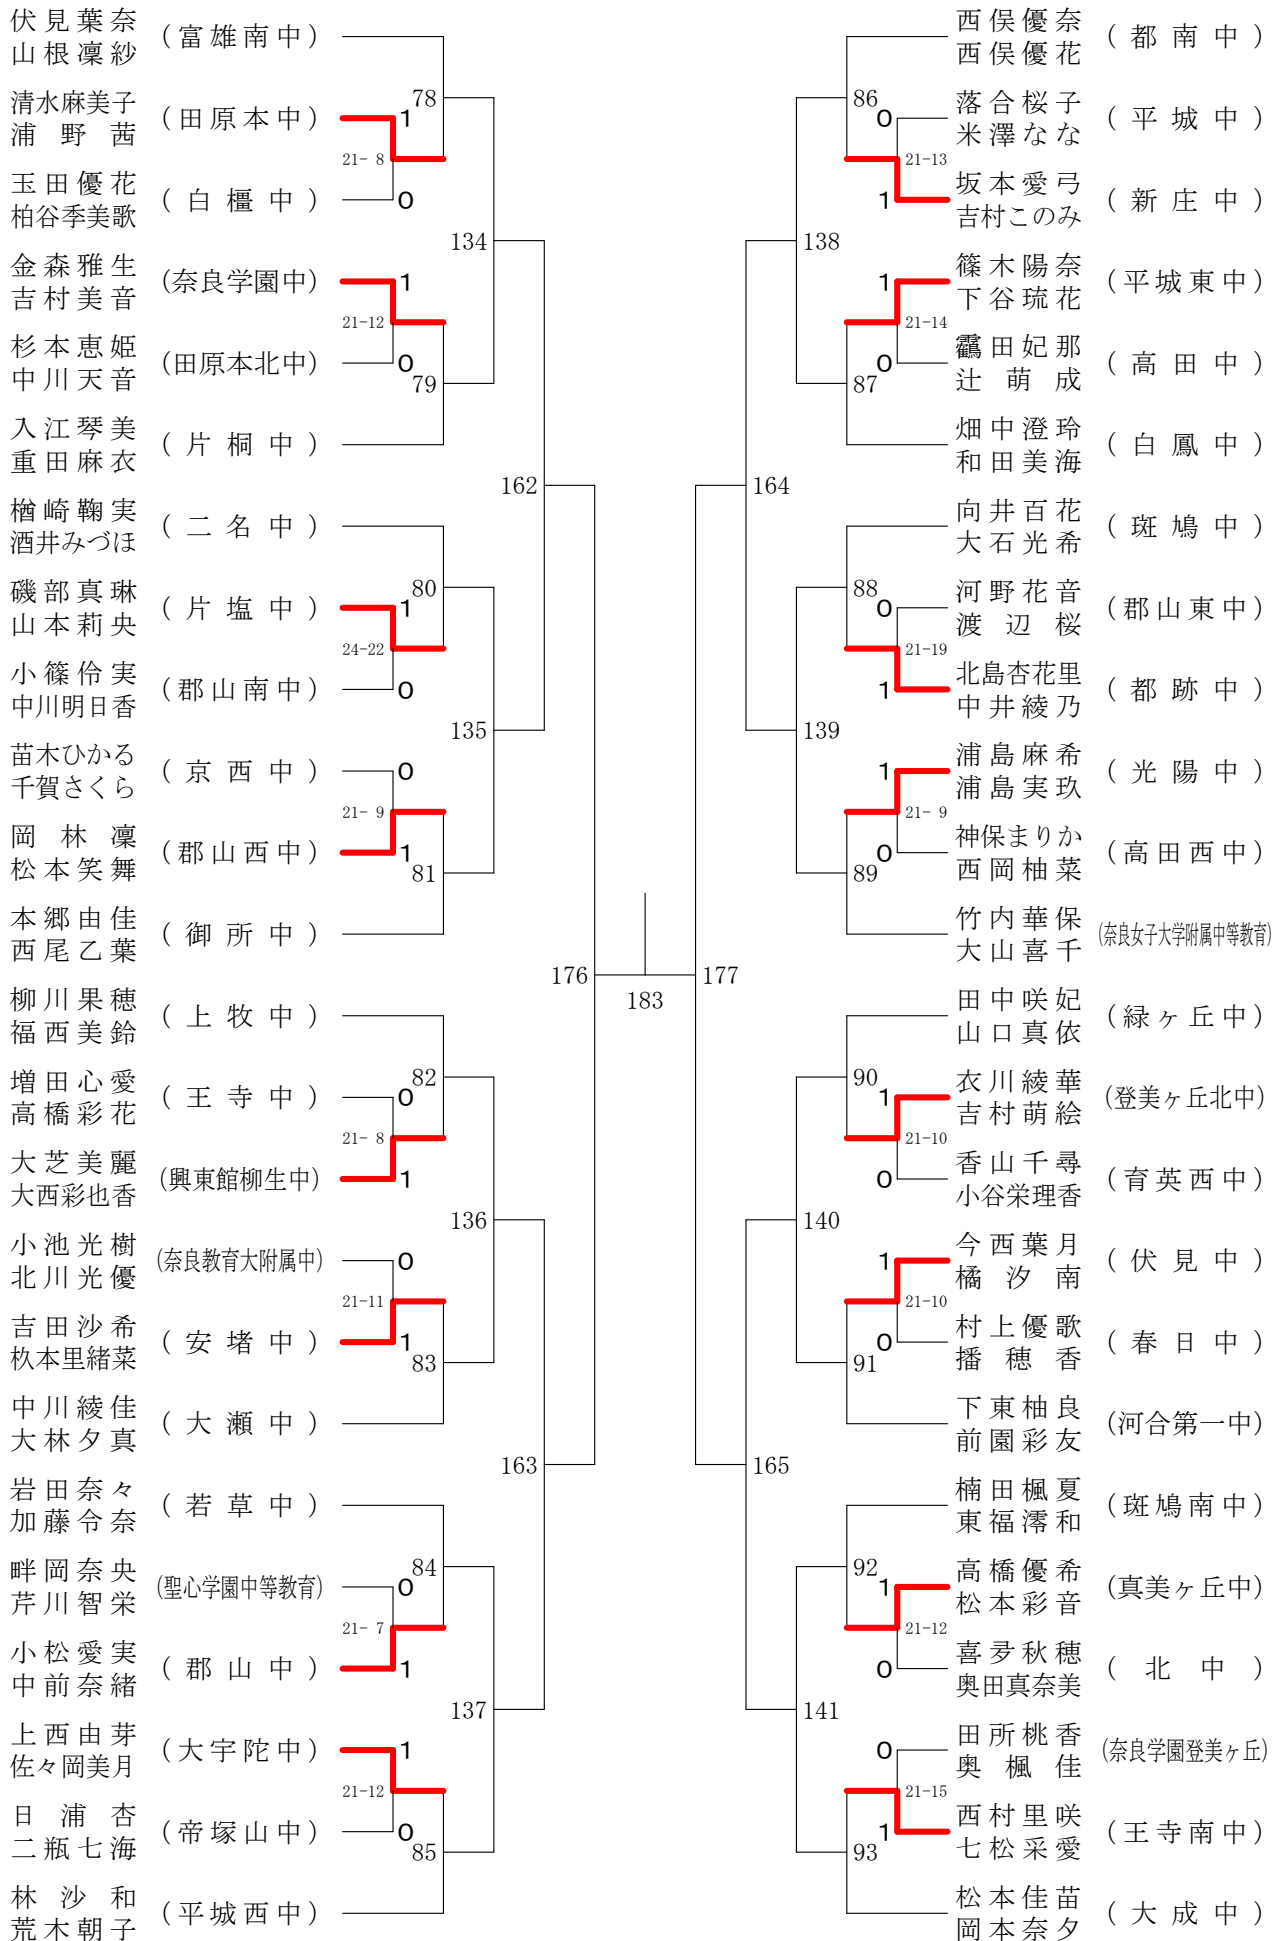 伏見葉奈
山根凜紗
(富雄南中)
78
清水麻美子
浦野茜
(田原本中)
1
21- 8
玉田優花
柏谷季美歌
(白橿中)
0
134
金森雅生
吉村美音
(奈良学園中)
1
21-12
杉本恵姫
中川天音
(田原本北中)
0
79
入江琴美
重田麻衣
(片桐中)
162
楢崎鞠実
酒井みづほ
(二名中)
80
磯部真琳
山本莉央
(片塩中)
1
24-22
小篠伶実
中川明日香
(郡山南中)
0
135
苗木ひかる
千賀さくら
(京西中)
0
21- 9
岡林凜
松本笑舞
(郡山西中)
1
81
本郷由佳
西尾乙葉
(御所中)
176
柳川果穂
福西美鈴
(上牧中)
82
増田心愛
高橋彩花
(王寺中)
0
21- 8
大芝美麗
大西彩也香
(興東館柳生中)
1
136
小池光樹
北川光優
(奈良教育大附属中)
0
21-11
吉田沙希
杦本里緒菜
(安堵中)
1
83
中川綾佳
大林夕真
(大瀬中)
163
岩田奈々
加藤令奈
(若草中)
84
畔岡奈央
芹川智栄
(聖心学園中等教育)
0
21- 7
小松愛実
中前奈緒
(郡山中)
1
137
上西由芽
佐々岡美月
(大宇陀中)
1
21-12
日浦杏
二瓶七海
(帝塚山中)
0
85
林沙和
荒木朝子
(平城西中)
183
西俣優奈
西俣優花
(都南中)
86
落合桜子
米澤なな
(平城中)
0
21-13
坂本愛弓
吉村このみ
(新庄中)
1
138
篠木陽奈
下谷琉花
(平城東中)
1
21-14
靍田妃那
辻萌成
(高田中)
0
87
畑中澄玲
和田美海
(白鳳中)
164
向井百花
大石光希
(斑鳩中)
88
河野花音
渡辺桜
(郡山東中)
0
21-19
北島杏花里
中井綾乃
(都跡中)
1
139
浦島麻希
浦島実玖
(光陽中)
1
21- 9
神保まりか
西岡柚菜
(高田西中)
0
89
竹内華保
大山喜千
(奈良女子大学附属中等教育)
177
田中咲妃
山口真依
(緑ヶ丘中)
90
衣川綾華
吉村萌絵
(登美ヶ丘北中)
1
21-10
香山千尋
小谷栄理香
(育英西中)
0
140
今西葉月
橘汐南
(伏見中)
1
21-10
村上優歌
播穂香
(春日中)
0
91
下東柚良
前園彩友
(河合第一中)
165
楠田楓夏
東福澪和
(斑鳩南中)
92
高橋優希
松本彩音
(真美ヶ丘中)
1
21-12
喜夛秋穂
奥田真奈美
(北中)
0
141
田所桃香
奥楓佳
(奈良学園登美ヶ丘)
0
21-15
西村里咲
七松采愛
(王寺南中)
1
93
松本佳苗
岡本奈夕
(大成中)